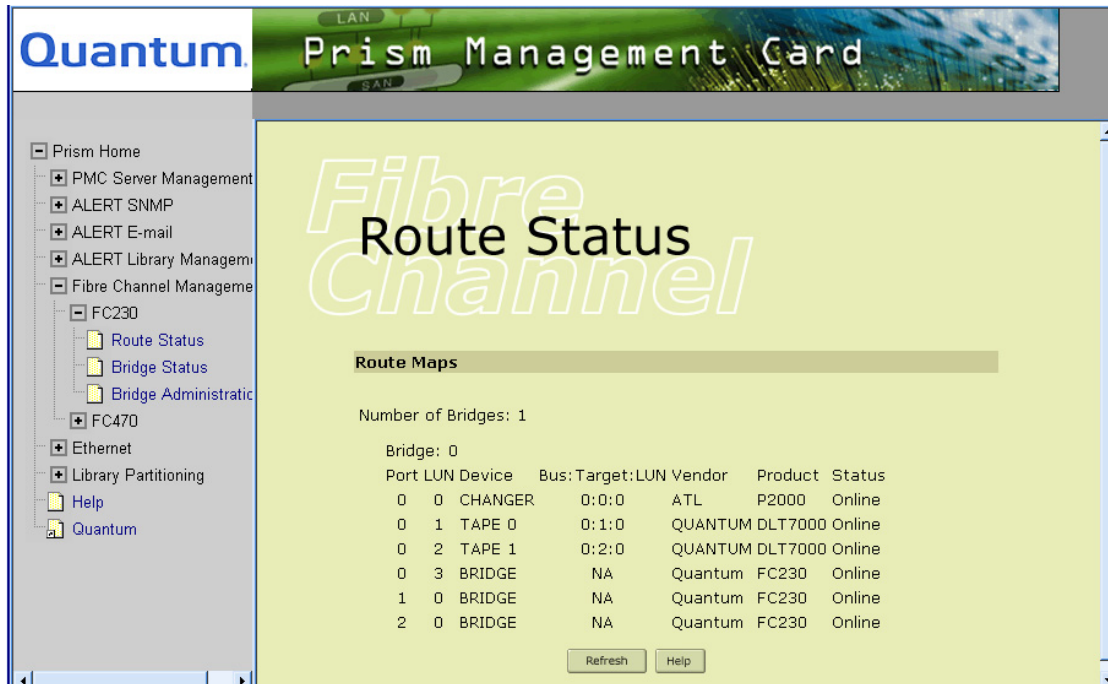 Quantum.
LAN
Prism Management Card
SAN
Prism Home
PMC Server Management
ALERT SNMP
ALERT E-mail
ALERT Library Managem
Fibre Channel Manageme
FC230
Route Status
Bridge Status
Bridge Administratic
FC470
Ethernet
Library Partitioning
Help
Quantum
Fibre Channel
Route Status
Route Maps
Number of Bridges: 1
Bridge: 0
Port LUN Device Bus:Target:LUN Vendor Product Status
0 0 CHANGER 0:0:0 ATL P2000 Online
0 1 TAPE 0 0:1:0 QUANTUM DLT7000 Online
0 2 TAPE 1 0:2:0 QUANTUM DLT7000 Online
0 3 BRIDGE NA Quantum FC230 Online
1 0 BRIDGE NA Quantum FC230 Online
2 0 BRIDGE NA Quantum FC230 Online
Refresh Help